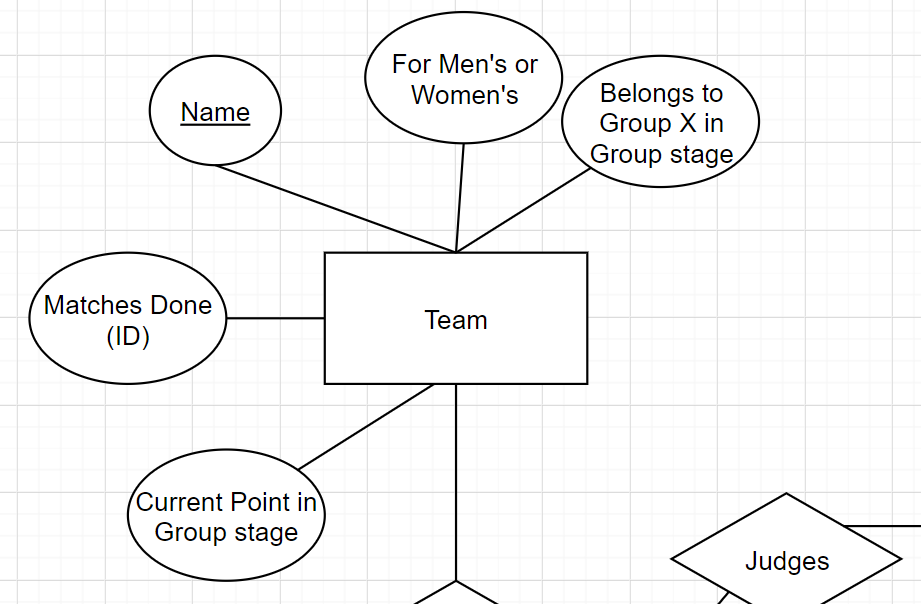 For Men's or
Women's
Name
Belongs to
Group X in
Group stage
Matches Done
(ID)
Team
Current Point in
Group stage
Judges